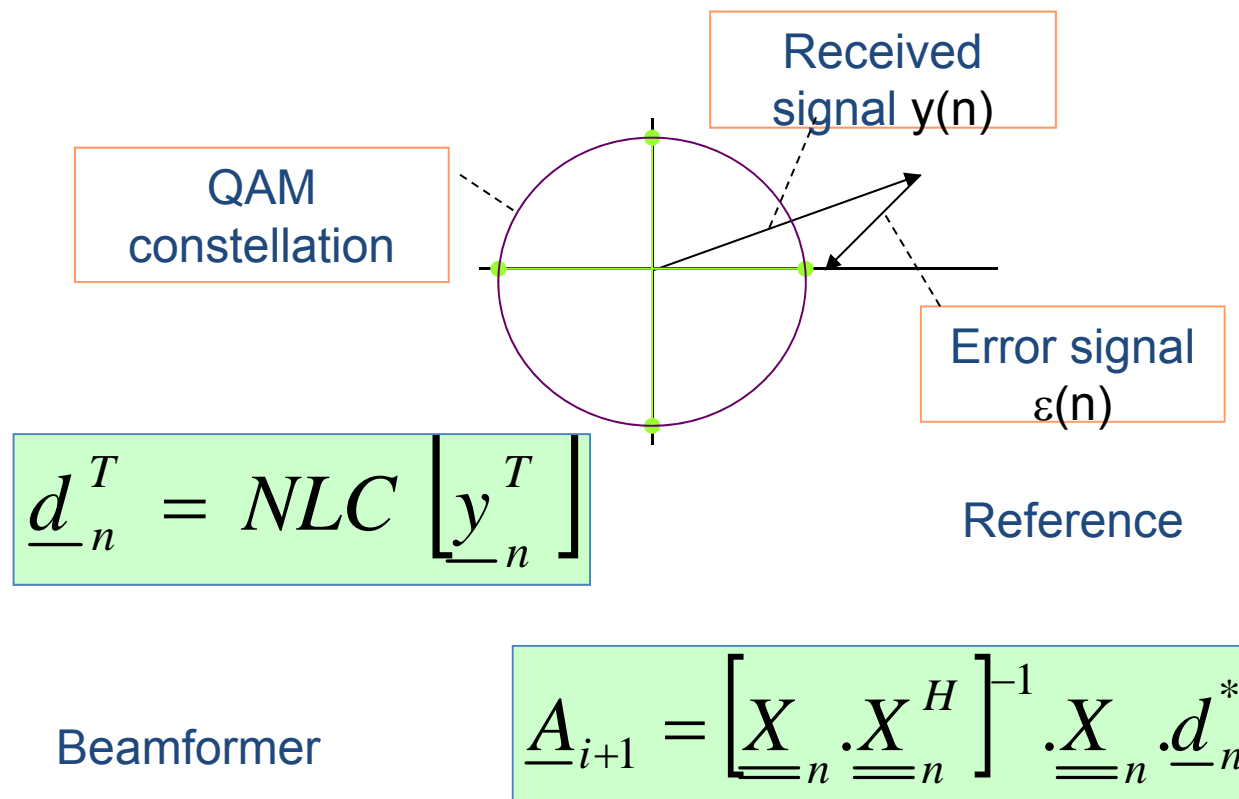 Received
signal y(n)
QAM
constellation
Error signal
ε(n)
d_n^T = NLC [y_n^T]
Reference
Beamformer
A_{i+1} = [X_n . X_n^H]^{-1} . X_n . d_n^*